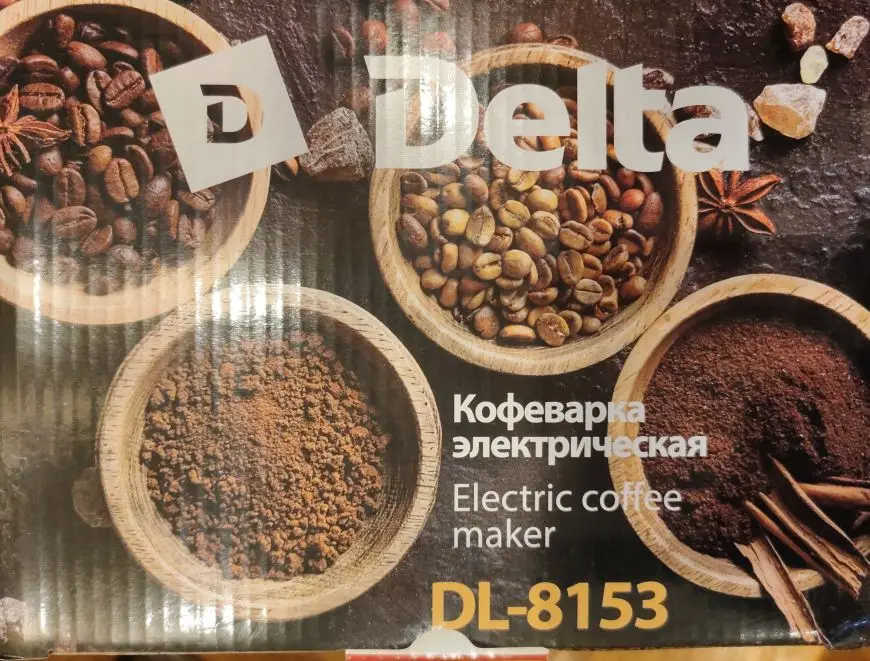 D Delta
Кофеварка
электрическая
Electric coffee
maker
DL-8153